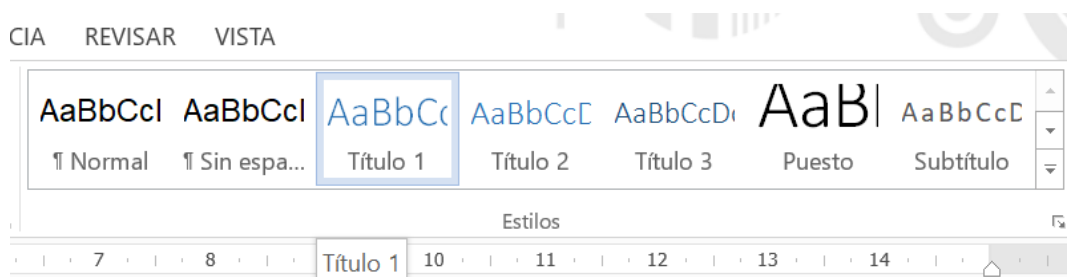 CIA REVISAR VISTA
AaBbCcI AaBbCcI AaBbCc AaBbCcD AaBbCcDc AaB AaBbCcD
¶ Normal ¶ Sin espa... Título 1 Título 2 Título 3 Puesto Subtítulo
Estilos
7 8 Título 1 10 11 12 13 14